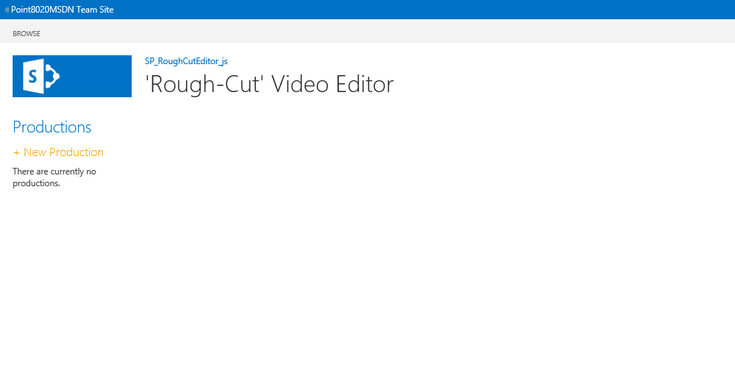 Point8020MSDN Team Site
BROWSE
SP_RoughCutEditor_js
'Rough-Cut' Video Editor
Productions
+ New Production
There are currently no
productions.